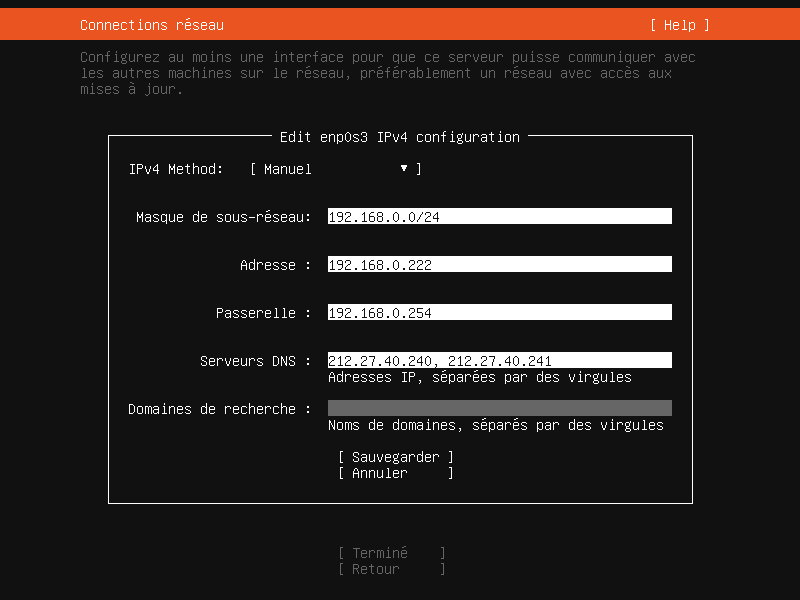 Connections réseau [ Help ]
Configurez au moins une interface pour que ce serveur puisse communiquer avec
les autres machines sur le réseau, préférablement un réseau avec accès aux
mises à jour.
Edit enp0s3 IPv4 configuration
IPv4 Method: [ Manuel ▾ ]
Masque de sous-réseau: 192.168.0.0/24
Adresse : 192.168.0.222
Passerelle : 192.168.0.254
Serveurs DNS : 212.27.40.240, 212.27.40.241
Adresses IP, séparées par des virgules
Domaines de recherche :
Noms de domaines, séparés par des virgules
[ Sauvegarder ]
[ Annuler ]
[ Terminé ]
[ Retour ]